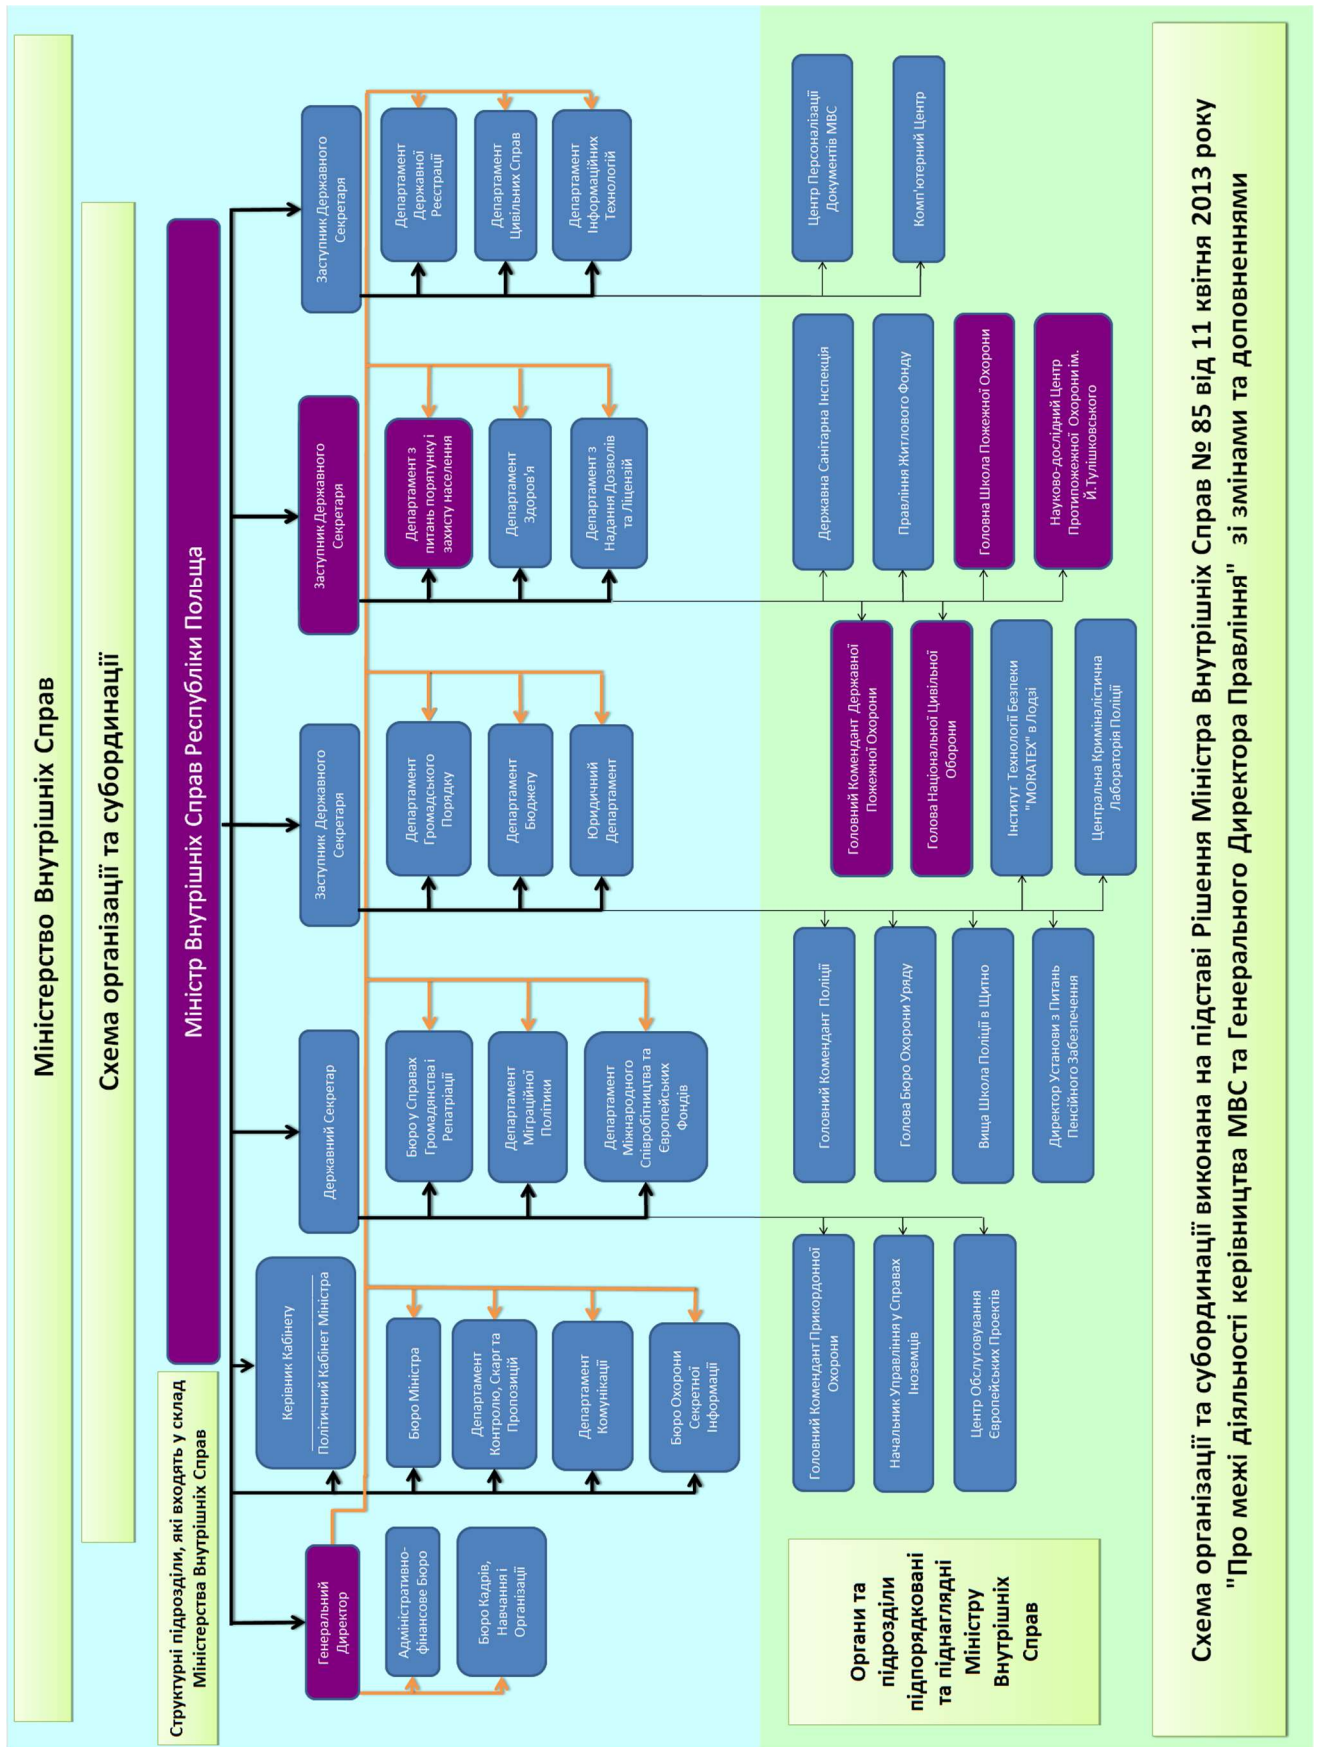 Міністерство Внутрішніх Справ
Схема організації та субординації
Структурні підрозділи, які входять у склад
Міністерства Внутрішніх Справ
Міністр Внутрішніх Справ Республіки Польща
Генеральний
Директор
Керівник Кабінету
Політичний Кабінет Міністра
Державний Секретар
Заступник Державного
Секретаря
Заступник Державного
Секретаря
Заступник Державного
Секретаря
Адміністративно-
фінансове Бюро
Бюро Кадрів,
Навчання і
Організації
Бюро Міністра
Департамент
Контролю, Скарг та
Пропозицій
Департамент
Комунікації
Бюро Охорони
Секретної
Інформації
Бюро у Справах
Громадянства і
Репатріації
Департамент
Міграційної
Політики
Департамент
Міжнародного
Співробітництва та
Європейських
Фондів
Департамент
Громадського
Порядку
Департамент
Бюджету
Юридичний
Департамент
Департамент з
питань порятунку і
захисту населення
Департамент
Здоров'я
Департамент з
Надання Дозволів
та Ліцензій
Департамент
Державної
Реєстрації
Департамент
Цивільних Справ
Департамент
Інформаційних
Технологій
Органи та
підрозділи
підпорядковані
та піднаглядні
Міністру
Внутрішніх
Справ
Головний Комендант Прикордонної
Охорони
Начальник Управління у Справах
Іноземців
Центр Обслуговування
Європейських Проектів
Головний Комендант Поліції
Голова Бюро Охорони Уряду
Вища Школа Поліції в Щитно
Директор Установи з Питань
Пенсійного Забезпечення
Головний Комендант Державної
Пожежної Охорони
Голова Національної Цивільної
Оборони
Інститут Технології Безпеки
"MORATEX" в Лодзі
Центральна Криміналістична
Лабораторія Поліції
Державна Санітарна Інспекція
Правління Житлового Фонду
Головна Школа Пожежної Охорони
Науково-дослідний Центр
Протипожежної Охорони ім.
Й.Тулішковського
Центр Персоналізації
Документів МВС
Комп'ютерний Центр
Схема організації та субординації виконана на підставі Рішення Міністра Внутрішніх Справ № 85 від 11 квітня 2013 року
"Про межі діяльності керівництва МВС та Генерального Директора Правління" зі змінами та доповненнями